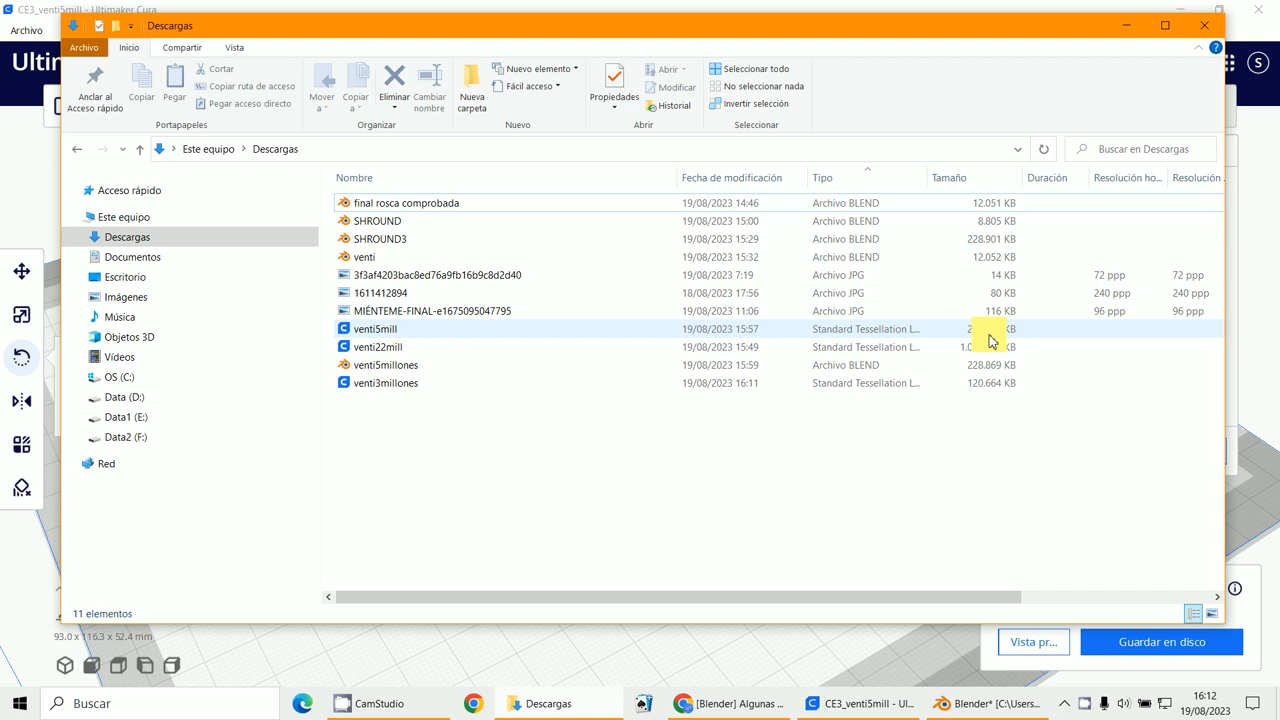 CE3_venti5mill - Ultimaker Cura
Archivo
Descargas
Archivo
Inicio
Compartir
Vista
Anclar al
Acceso rápido
Copiar
Pegar
Cortar
Copiar ruta de acceso
Pegar acceso directo
Portapapeles
Mover
a
Copiar
a
Eliminar
Cambiar
nombre
Organizar
Nueva
carpeta
Nuevo elemento
Fácil acceso
Nuevo
Propiedades
Abrir
Modificar
Historial
Abrir
Seleccionar todo
No seleccionar nada
Invertir selección
Seleccionar
Ultim
S
Este equipo
Descargas
Buscar en Descargas
Nombre
Fecha de modificación
Tipo
Tamaño
Duración
Resolución ho...
Resolución .
Acceso rápido
Este equipo
Descargas
Documentos
Escritorio
Imágenes
Música
Objetos 3D
Vídeos
OS (C:)
Data (D:)
Data1 (E:)
Data2 (F:)
Red
final rosca comprobada 19/08/2023 14:46 Archivo BLEND 12.051 KB
SHROUND 19/08/2023 15:00 Archivo BLEND 8.805 KB
SHROUND3 19/08/2023 15:29 Archivo BLEND 228.901 KB
venti 19/08/2023 15:32 Archivo BLEND 12.052 KB
3f3af4203bac8ed76a9fb16b9c8d2d40 19/08/2023 7:19 Archivo JPG 14 KB 72 ppp 72 ppp
1611412894 18/08/2023 17:56 Archivo JPG 80 KB 240 ppp 240 ppp
MIÉNTEME-FINAL-e1675095047795 19/08/2023 11:06 Archivo JPG 116 KB 96 ppp 96 ppp
venti5mill 19/08/2023 15:57 Standard Tessellation L... KB
venti22mill 19/08/2023 15:49 Standard Tessellation L... KB
venti5millones 19/08/2023 15:59 Archivo BLEND 228.869 KB
venti3millones 19/08/2023 16:11 Standard Tessellation L... 120.664 KB
11 elementos
93.0 x 116.3 x 52.4 mm
Vista pr...
Guardar en disco
Buscar
CamStudio
Descargas
[Blender] Algunas ...
CE3_venti5mill - Ul...
Blender* [C:\Users...
16:12
19/08/2023